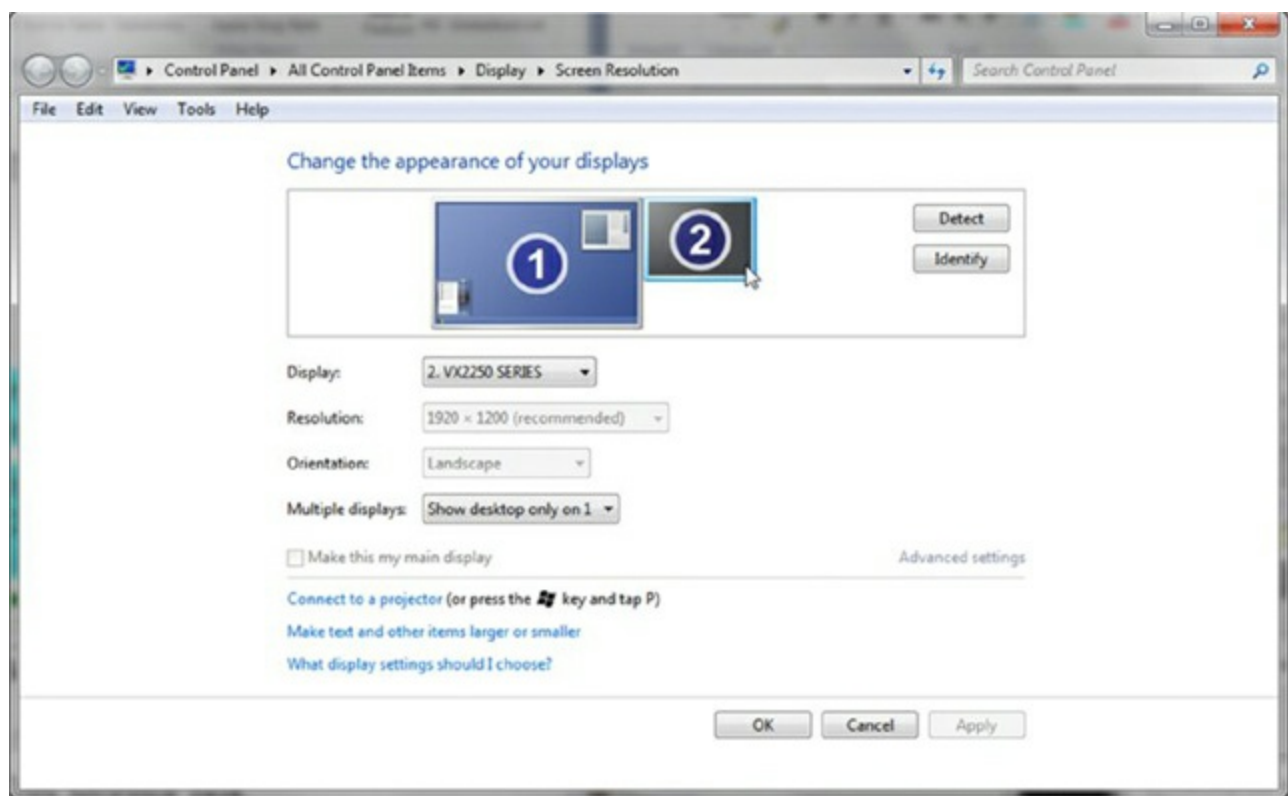 Control Panel ▸ All Control Panel Items ▸ Display ▸ Screen Resolution
Search Control Panel
File Edit View Tools Help
Change the appearance of your displays
1
2
Detect
Identify
Display: 2. VX2250 SERIES
Resolution: 1920 × 1200 (recommended)
Orientation: Landscape
Multiple displays: Show desktop only on 1
Make this my main display
Advanced settings
Connect to a projector (or press the key and tap P)
Make text and other items larger or smaller
What display settings should I choose?
OK Cancel Apply